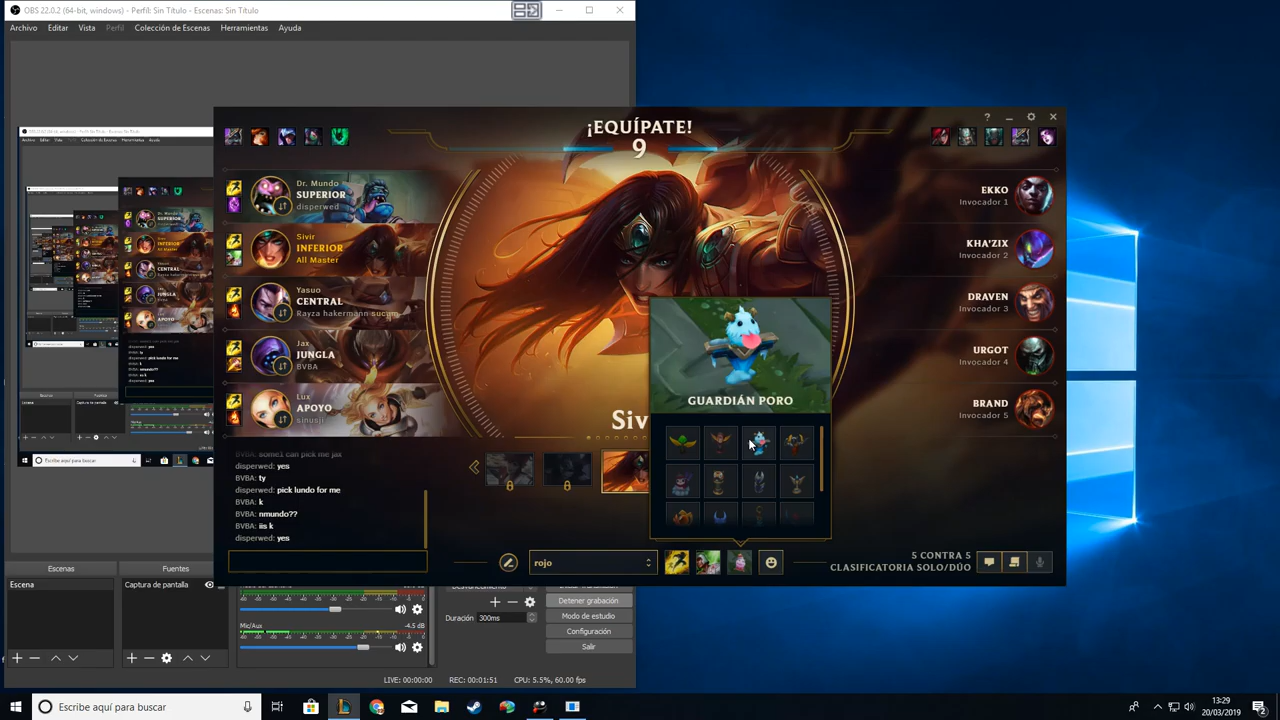 OBS 22.0.2 (64-bit, windows) - Perfil: Sin Título - Escenas: Sin Título
Archivo Editar Vista Perfil Colección de Escenas Herramientas Ayuda
¡EQUÍPATE!
9
Dr. Mundo
SUPERIOR
disperwed
Sivir
INFERIOR
All Master
Yasuo
CENTRAL
Rayza hakermann sucum
Jax
JUNGLA
BVBA
Lux
APOYO
sinusji
EKKO
Invocador 1
KHA'ZIX
Invocador 2
DRAVEN
Invocador 3
URGOT
Invocador 4
BRAND
Invocador 5
GUARDIÁN PORO
Siv
BVBA: some1 can pick me jax
disperwed: yes
BVBA: ty
disperwed: pick lundo for me
BVBA: k
BVBA: nmundo??
BVBA: iis k
disperwed: yes
rojo
5 CONTRA 5
CLASIFICATORIA SOLO/DÚO
Escenas
Fuentes
Escena
Captura de pantalla
Mic/Aux
-4.5 dB
Duración 300ms
Detener grabación
Modo de estudio
Configuración
Salir
LIVE: 00:00:00 REC: 00:01:51 CPU: 5.5%, 60.00 fps
Escribe aquí para buscar
13:29
20/03/2019
2